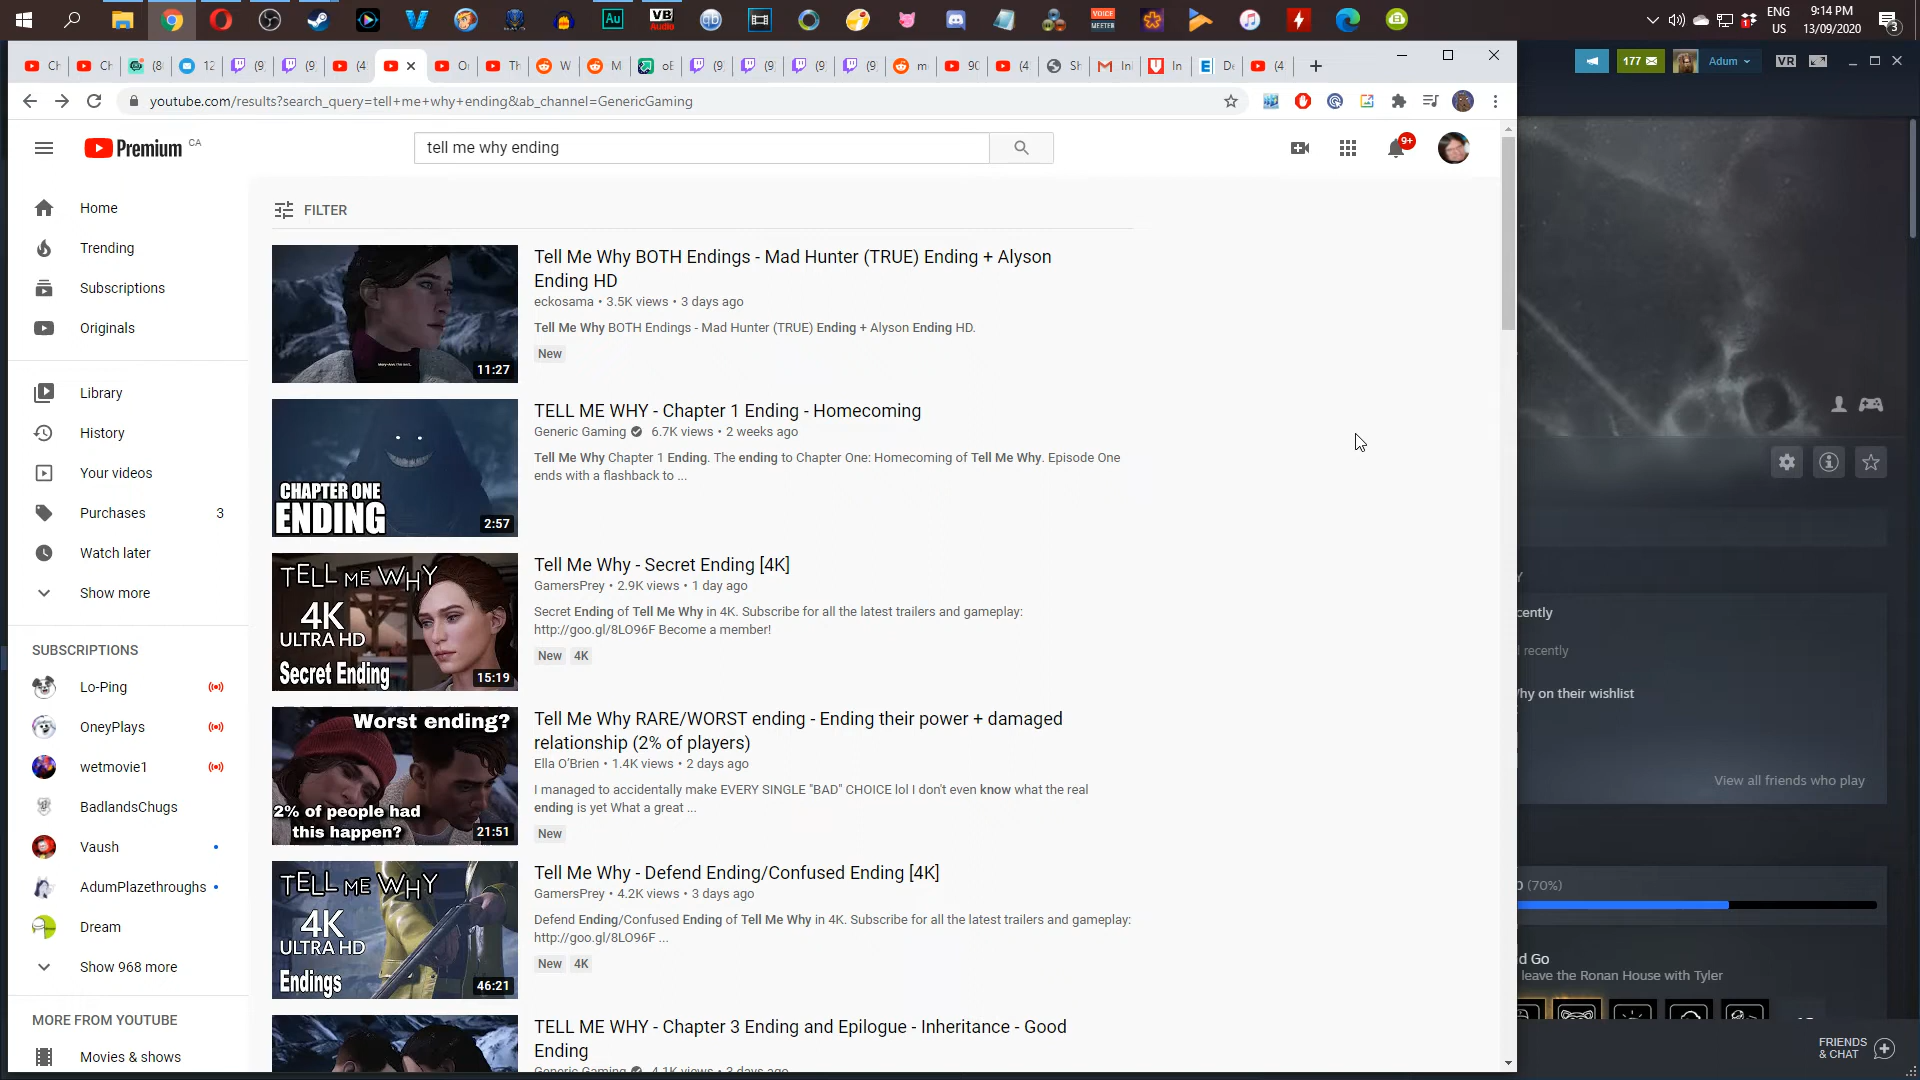 ENG
US
9:14 PM
13/09/2020
3
youtube.com/results?search_query=tell+me+why+ending&ab_channel=GenericGaming
177
Adum
VR
Premium CA
tell me why ending
9+
Home
Trending
Subscriptions
Originals
Library
History
Your videos
Purchases 3
Watch later
Show more
SUBSCRIPTIONS
Lo-Ping
OneyPlays
wetmovie1
BadlandsChugs
Vaush
AdumPlazethroughs
Dream
Show 968 more
MORE FROM YOUTUBE
Movies & shows
FILTER
11:27
Tell Me Why BOTH Endings - Mad Hunter (TRUE) Ending + Alyson
Ending HD
eckosama • 3.5K views • 3 days ago
Tell Me Why BOTH Endings - Mad Hunter (TRUE) Ending + Alyson Ending HD.
New
CHAPTER ONE
ENDING
2:57
TELL ME WHY - Chapter 1 Ending - Homecoming
Generic Gaming 6.7K views • 2 weeks ago
Tell Me Why Chapter 1 Ending. The ending to Chapter One: Homecoming of Tell Me Why. Episode One
ends with a flashback to ...
TELL ME WHY
4K
ULTRA HD
Secret Ending
15:19
Tell Me Why - Secret Ending [4K]
GamersPrey • 2.9K views • 1 day ago
Secret Ending of Tell Me Why in 4K. Subscribe for all the latest trailers and gameplay:
http://goo.gl/8LO96F Become a member!
New 4K
Worst ending?
2% of people had
this happen?
21:51
Tell Me Why RARE/WORST ending - Ending their power + damaged
relationship (2% of players)
Ella O'Brien • 1.4K views • 2 days ago
I managed to accidentally make EVERY SINGLE "BAD" CHOICE lol I don't even know what the real
ending is yet What a great ...
New
TELL ME WHY
4K
ULTRA HD
Endings
46:21
Tell Me Why - Defend Ending/Confused Ending [4K]
GamersPrey • 4.2K views • 3 days ago
Defend Ending/Confused Ending of Tell Me Why in 4K. Subscribe for all the latest trailers and gameplay:
http://goo.gl/8LO96F ...
New 4K
TELL ME WHY - Chapter 3 Ending and Epilogue - Inheritance - Good
Ending
Generic Gaming 4.1K views • 3 days ago
cently
recently
hy on their wishlist
View all friends who play
(70%)
d Go
leave the Ronan House with Tyler
FRIENDS
& CHAT